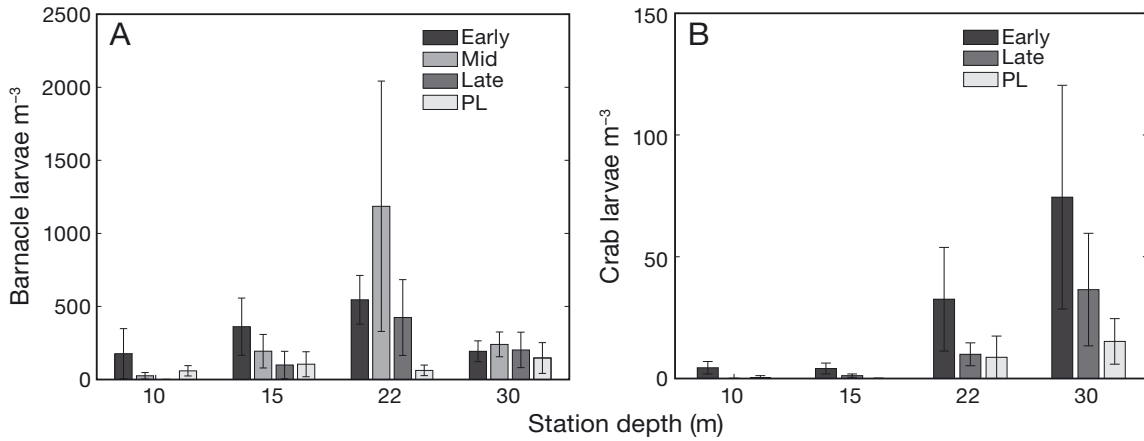 A
Barnacle larvae m⁻³
2500
2000
1500
1000
500
0
Early
Mid
Late
PL
10
15
22
30
B
Crab larvae m⁻³
150
100
50
0
Early
Late
PL
10
15
22
30
Station depth (m)